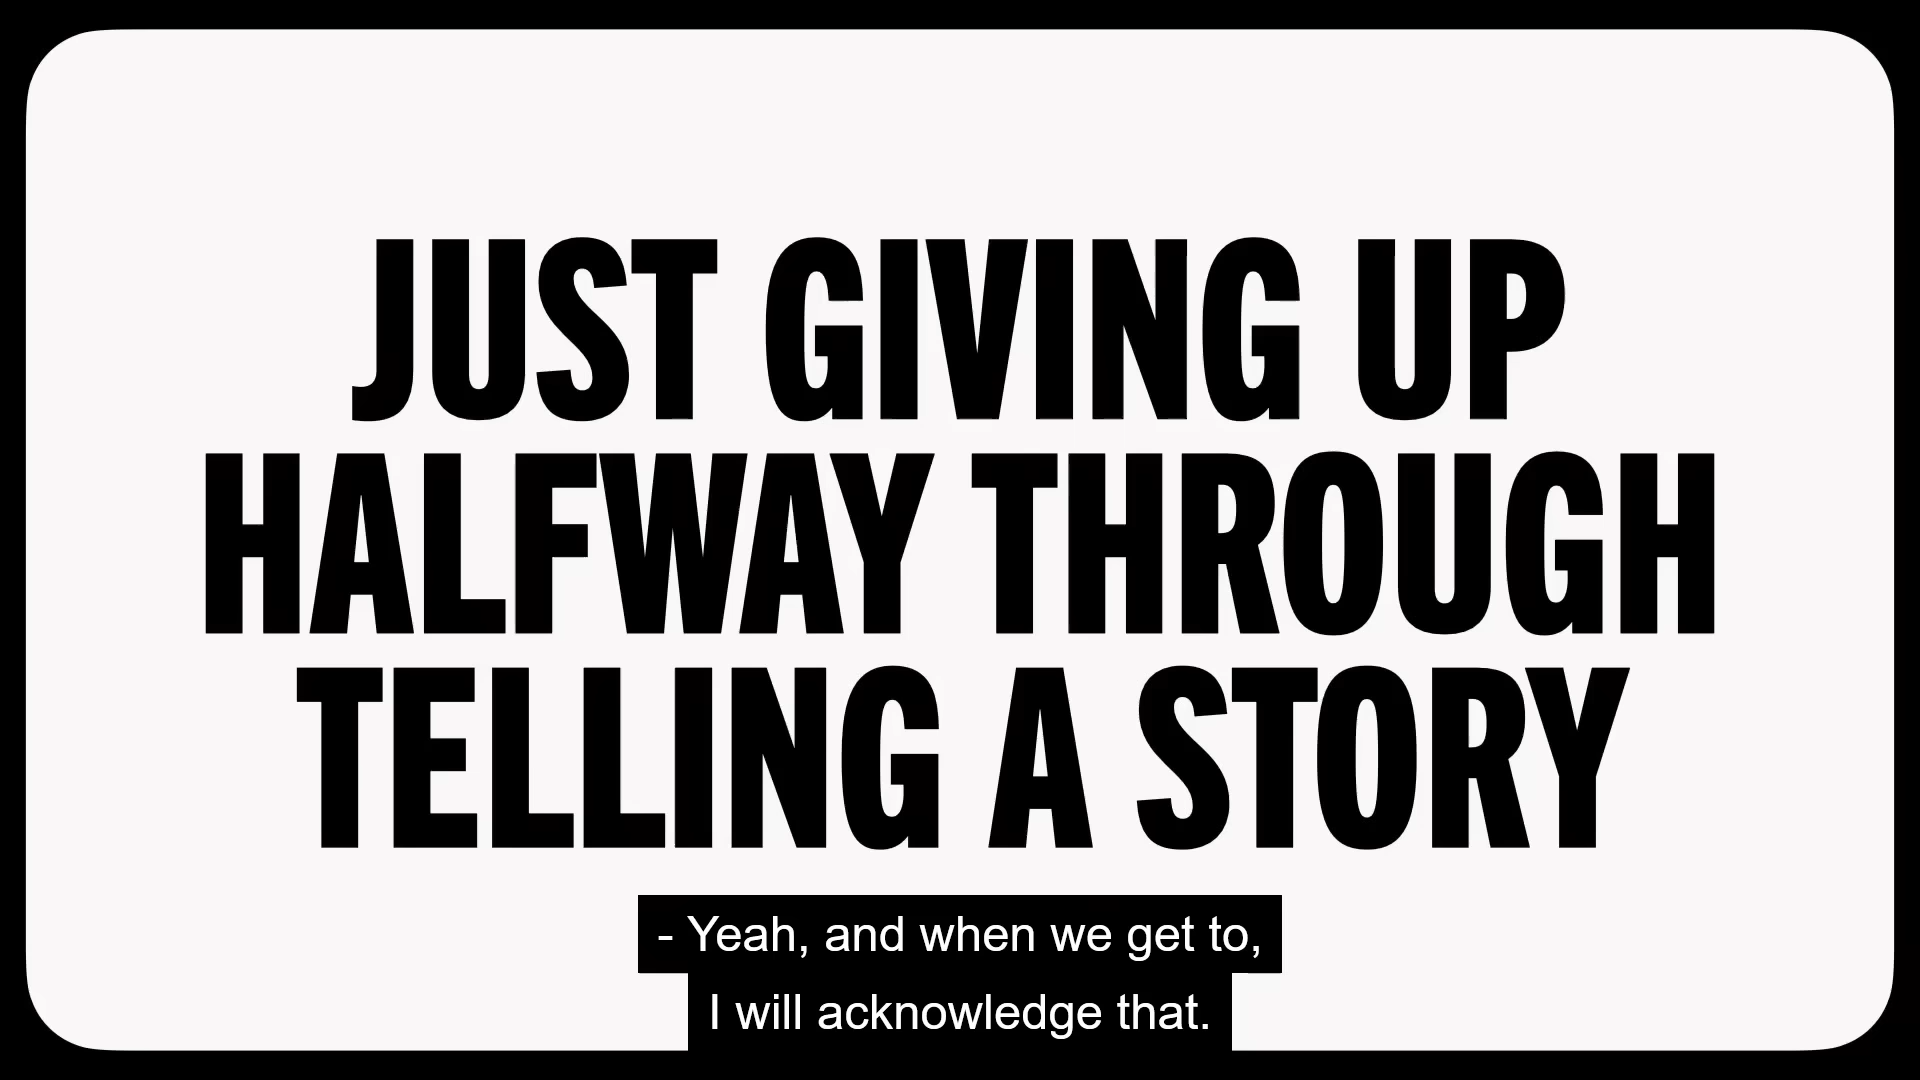 JUST GIVING UP
HALFWAY THROUGH
TELLING A STORY
- Yeah, and when we get to,
I will acknowledge that.